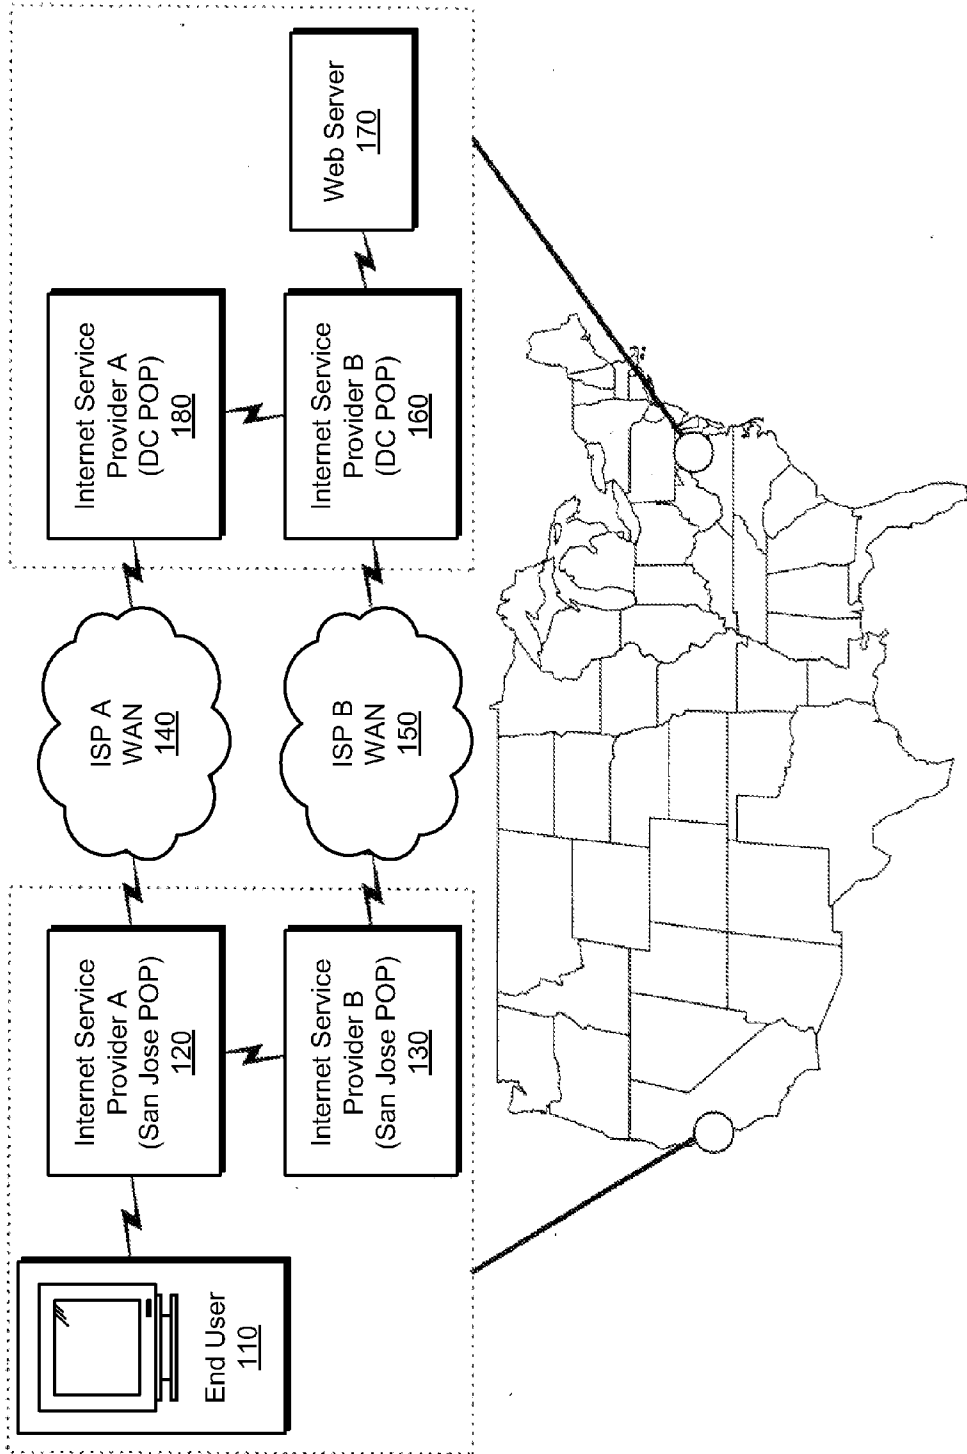 End User
110
Internet Service
Provider A
(San Jose POP)
120
ISP A
WAN
140
Internet Service
Provider A
(DC POP)
180
Internet Service
Provider B
(San Jose POP)
130
ISP B
WAN
150
Internet Service
Provider B
(DC POP)
160
Web Server
170